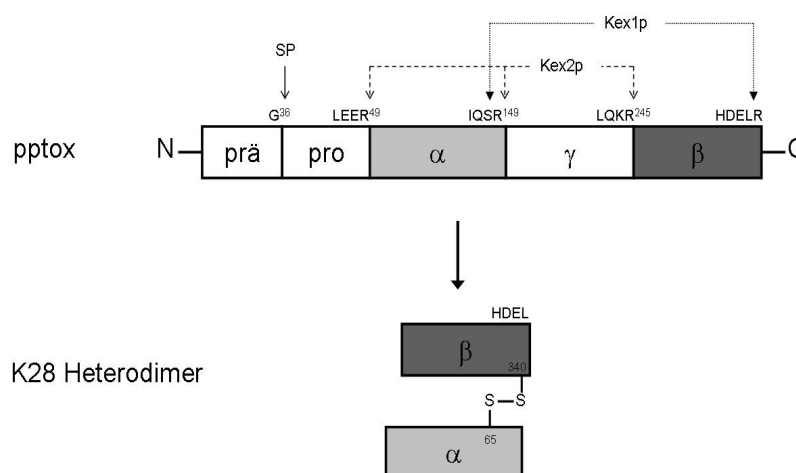 Kex1p
SP
Kex2p
G36 LEER49 IQSR149 LQKR245 HDELR
pptox N prä pro α γ β C
HDEL
β
340
K28 Heterodimer
S S
65
α